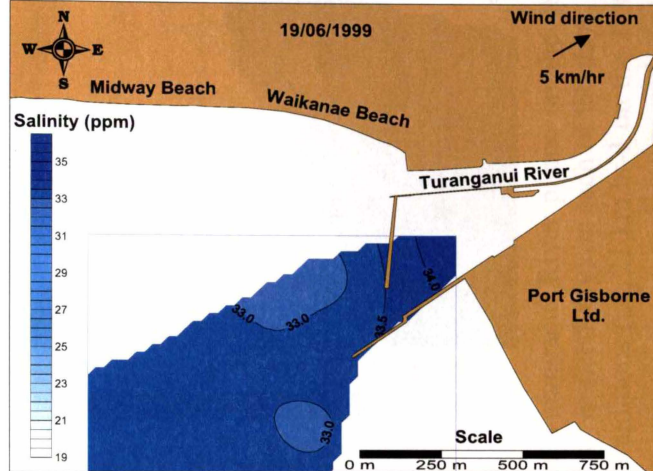 19/06/1999
Wind direction
5 km/hr
N
W
E
S
Midway Beach
Waikanae Beach
Salinity (ppm)
35
33
31
29
27
25
23
21
19
Turanganui River
34.0
33.0
33.0
33.5
33.0
Port Gisborne
Ltd.
Scale
0 m
250 m
500 m
750 m